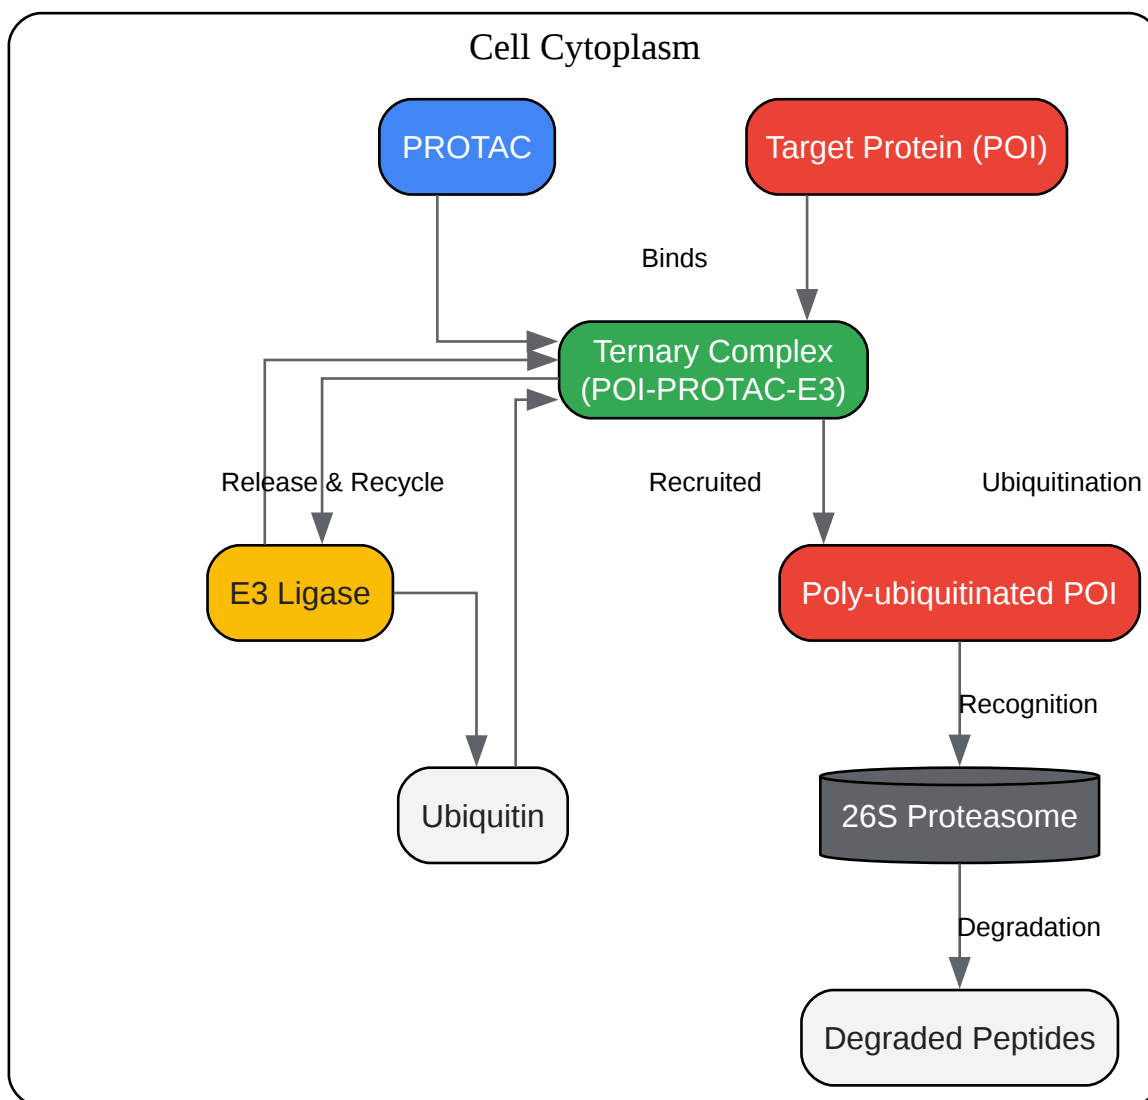 Cell Cytoplasm
PROTAC
Target Protein (POI)
Binds
Ternary Complex
(POI-PROTAC-E3)
Release & Recycle
Recruited
Ubiquitination
E3 Ligase
Poly-ubiquitinated POI
Recognition
Ubiquitin
26S Proteasome
Degradation
Degraded Peptides